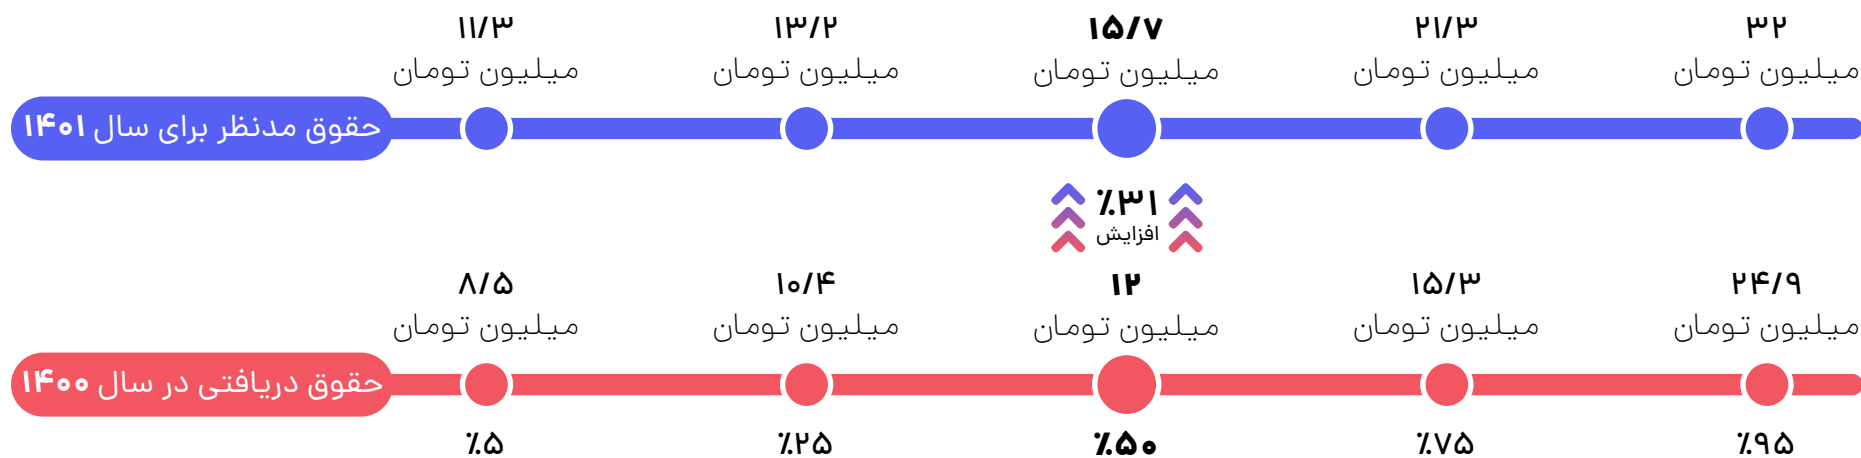 ۱۱/۳
میلیون تومان
۱۳/۲
میلیون تومان
۱۵/۷
میلیون تومان
۲۱/۳
میلیون تومان
۳۲
میلیون تومان
حقوق مدنظر برای سال ۱۴۰۱
٪۳۱
افزایش
۸/۵
میلیون تومان
۱۰/۴
میلیون تومان
۱۲
میلیون تومان
۱۵/۳
میلیون تومان
۲۴/۹
میلیون تومان
حقوق دریافتی در سال ۱۴۰۰
٪۵
٪۲۵
٪۵۰
٪۷۵
٪۹۵